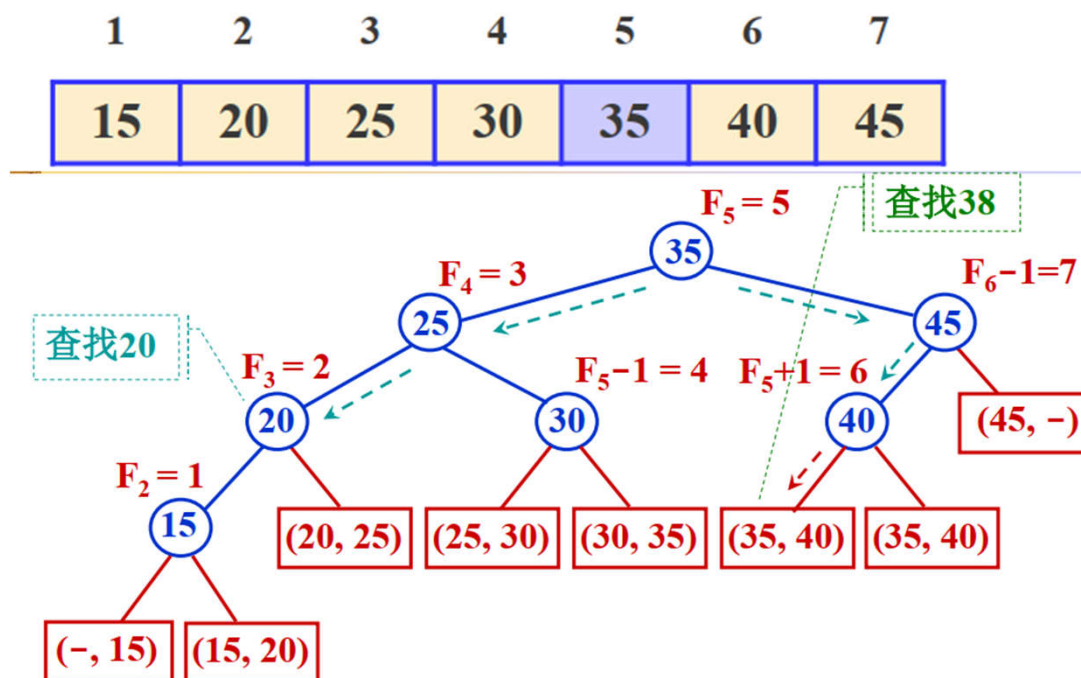 1 2 3 4 5 6 7
15 20 25 30 35 40 45
F5 = 5
查找38
35
F4 = 3
F6−1=7
25
45
查找20
F3 = 2
F5−1 = 4
F5+1 = 6
20
30
40
(45, −)
F2 = 1
15
(20, 25)
(25, 30)
(30, 35)
(35, 40)
(35, 40)
(−, 15)
(15, 20)